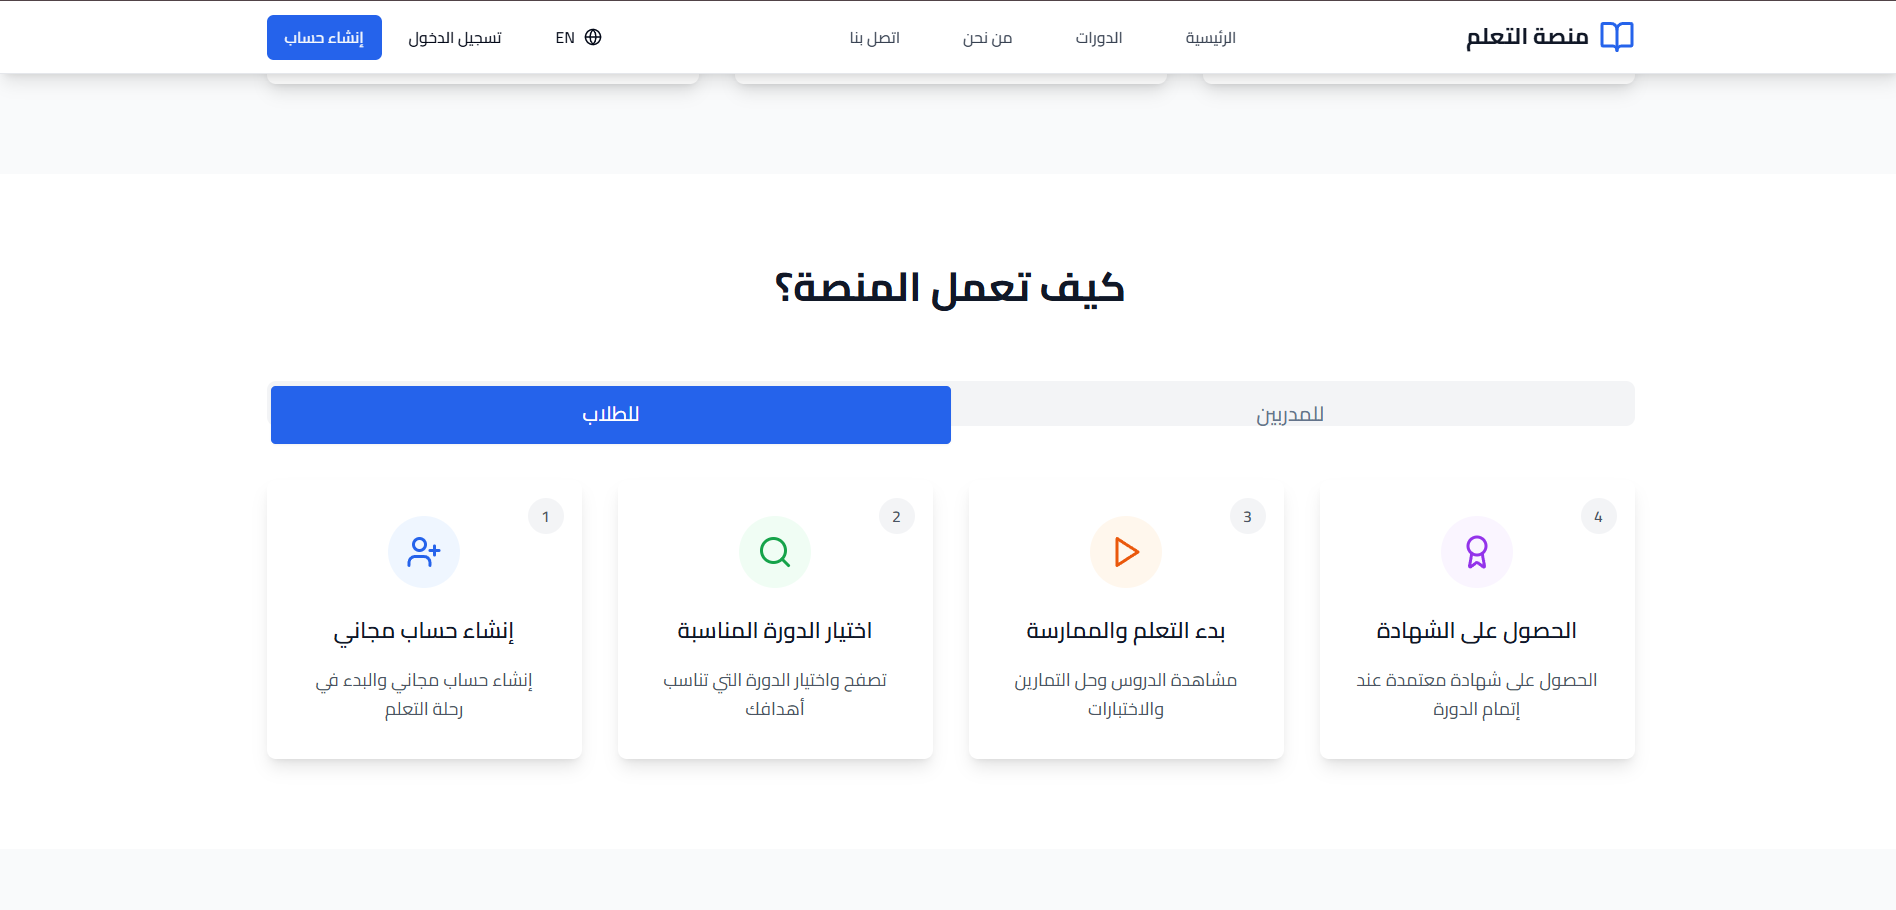 منصة التعلم
الرئيسية
الدورات
من نحن
اتصل بنا
EN
تسجيل الدخول
إنشاء حساب
كيف تعمل المنصة؟
للمدربين
للطلاب
4
الحصول على الشهادة
الحصول على شهادة معتمدة عند
إتمام الدورة
3
بدء التعلم والممارسة
مشاهدة الدروس وحل التمارين
والاختبارات
2
اختيار الدورة المناسبة
تصفح واختيار الدورة التي تناسب
أهدافك
1
إنشاء حساب مجاني
إنشاء حساب مجاني والبدء في
رحلة التعلم